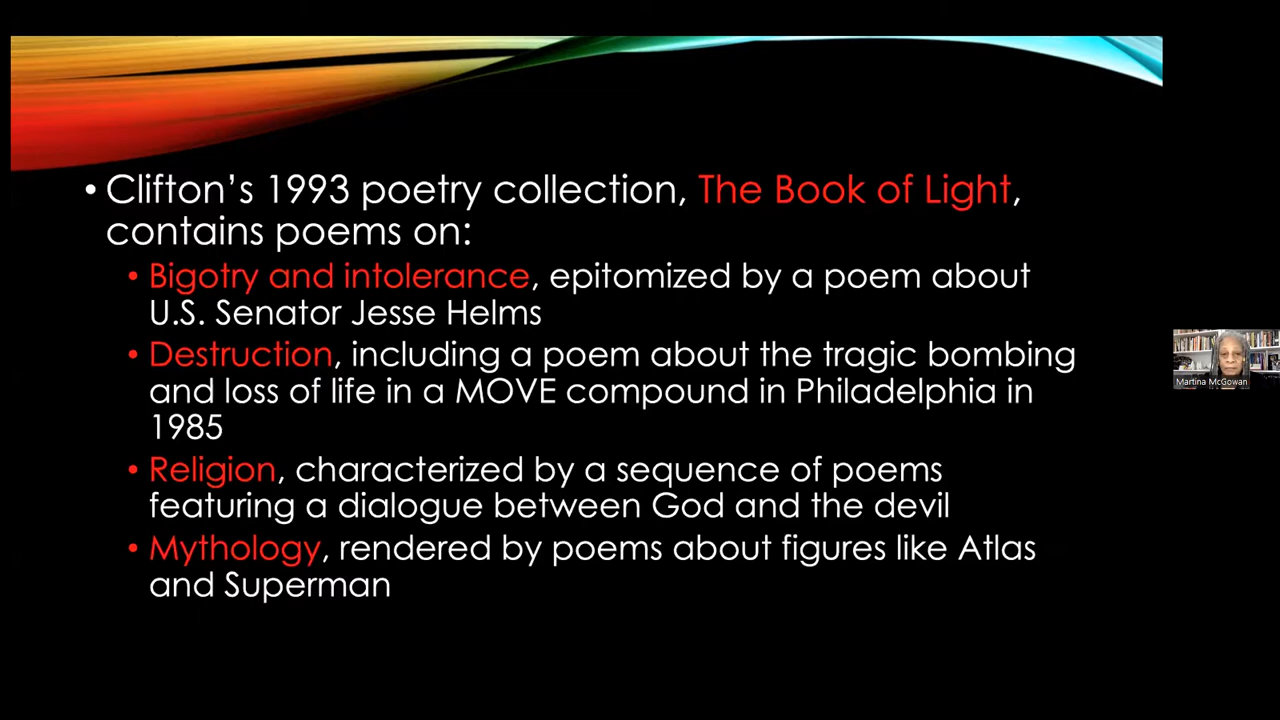 • Clifton’s 1993 poetry collection, The Book of Light,
contains poems on:
• Bigotry and intolerance, epitomized by a poem about
U.S. Senator Jesse Helms
• Destruction, including a poem about the tragic bombing
and loss of life in a MOVE compound in Philadelphia in
1985
• Religion, characterized by a sequence of poems
featuring a dialogue between God and the devil
• Mythology, rendered by poems about figures like Atlas
and Superman
Martina McGowan